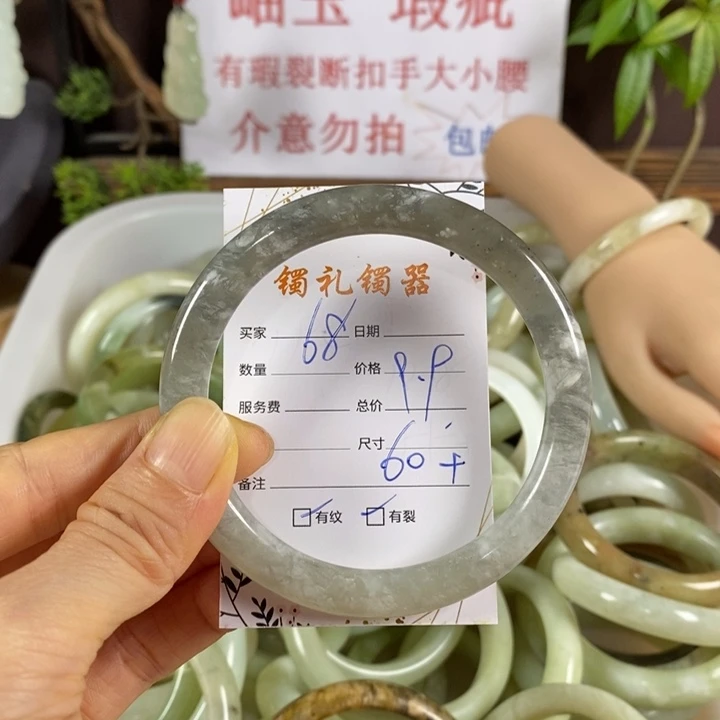 岫玉 瑕疵
有瑕裂断扣手大小腰
介意勿拍 包邮
镯礼镯器
买家 68 日期
数量 价格 9.9
服务费 总价
尺寸 60+
备注
有纹 有裂